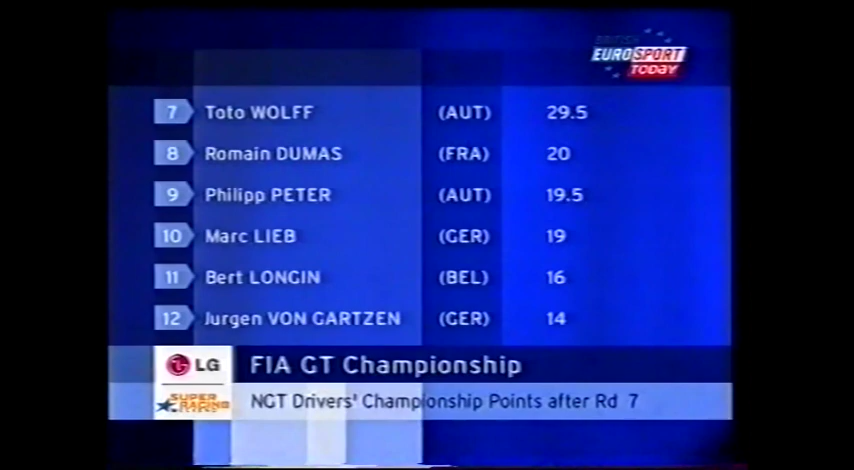 BRITISH
EUROSPORT
TODAY
7 Toto WOLFF (AUT) 29.5
8 Romain DUMAS (FRA) 20
9 Philipp PETER (AUT) 19.5
10 Marc LIEB (GER) 19
11 Bert LONGIN (BEL) 16
12 Jurgen VON GARTZEN (GER) 14
LG FIA GT Championship
SUPER RACING NGT Drivers' Championship Points after Rd 7